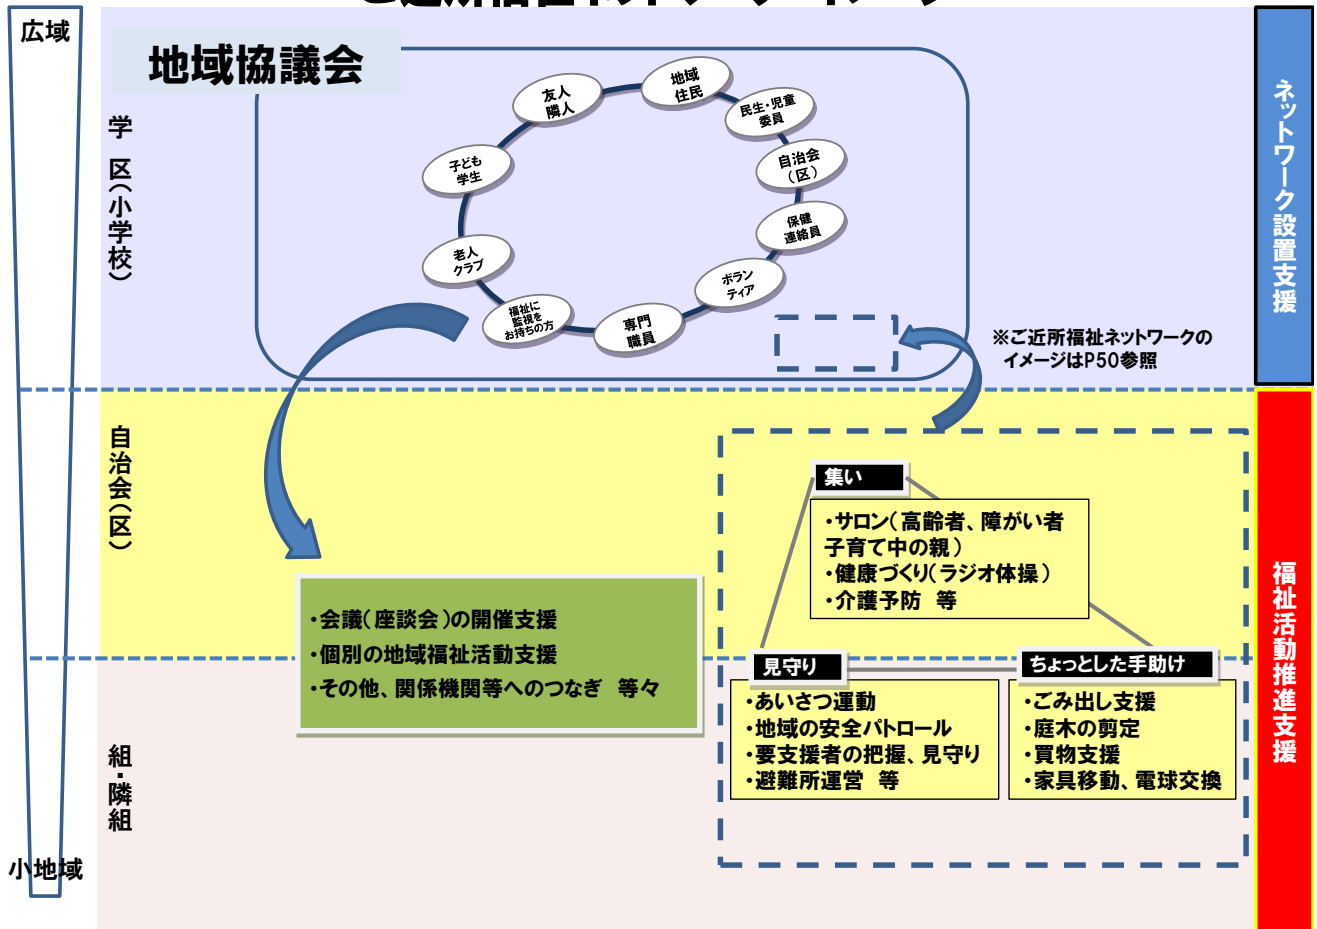 広域
地域協議会
学区(小学校)
友人
隣人
地域
住民
民生・児童
委員
自治会
(区)
保健
連絡員
ボラン
ティア
専門
職員
福祉に
監視を
お持ちの方
老人
クラブ
子ども
学生
※ご近所福祉ネットワークの
イメージはP50参照
ネットワーク設置支援
自治会(区)
集い
・サロン(高齢者、障がい者
子育て中の親)
・健康づくり(ラジオ体操)
・介護予防 等
・会議(座談会)の開催支援
・個別の地域福祉活動支援
・その他、関係機関等へのつなぎ 等々
見守り
・あいさつ運動
・地域の安全パトロール
・要支援者の把握、見守り
・避難所運営 等
ちょっとした手助け
・ごみ出し支援
・庭木の剪定
・買物支援
・家具移動、電球交換
福祉活動推進支援
組・隣組
小地域